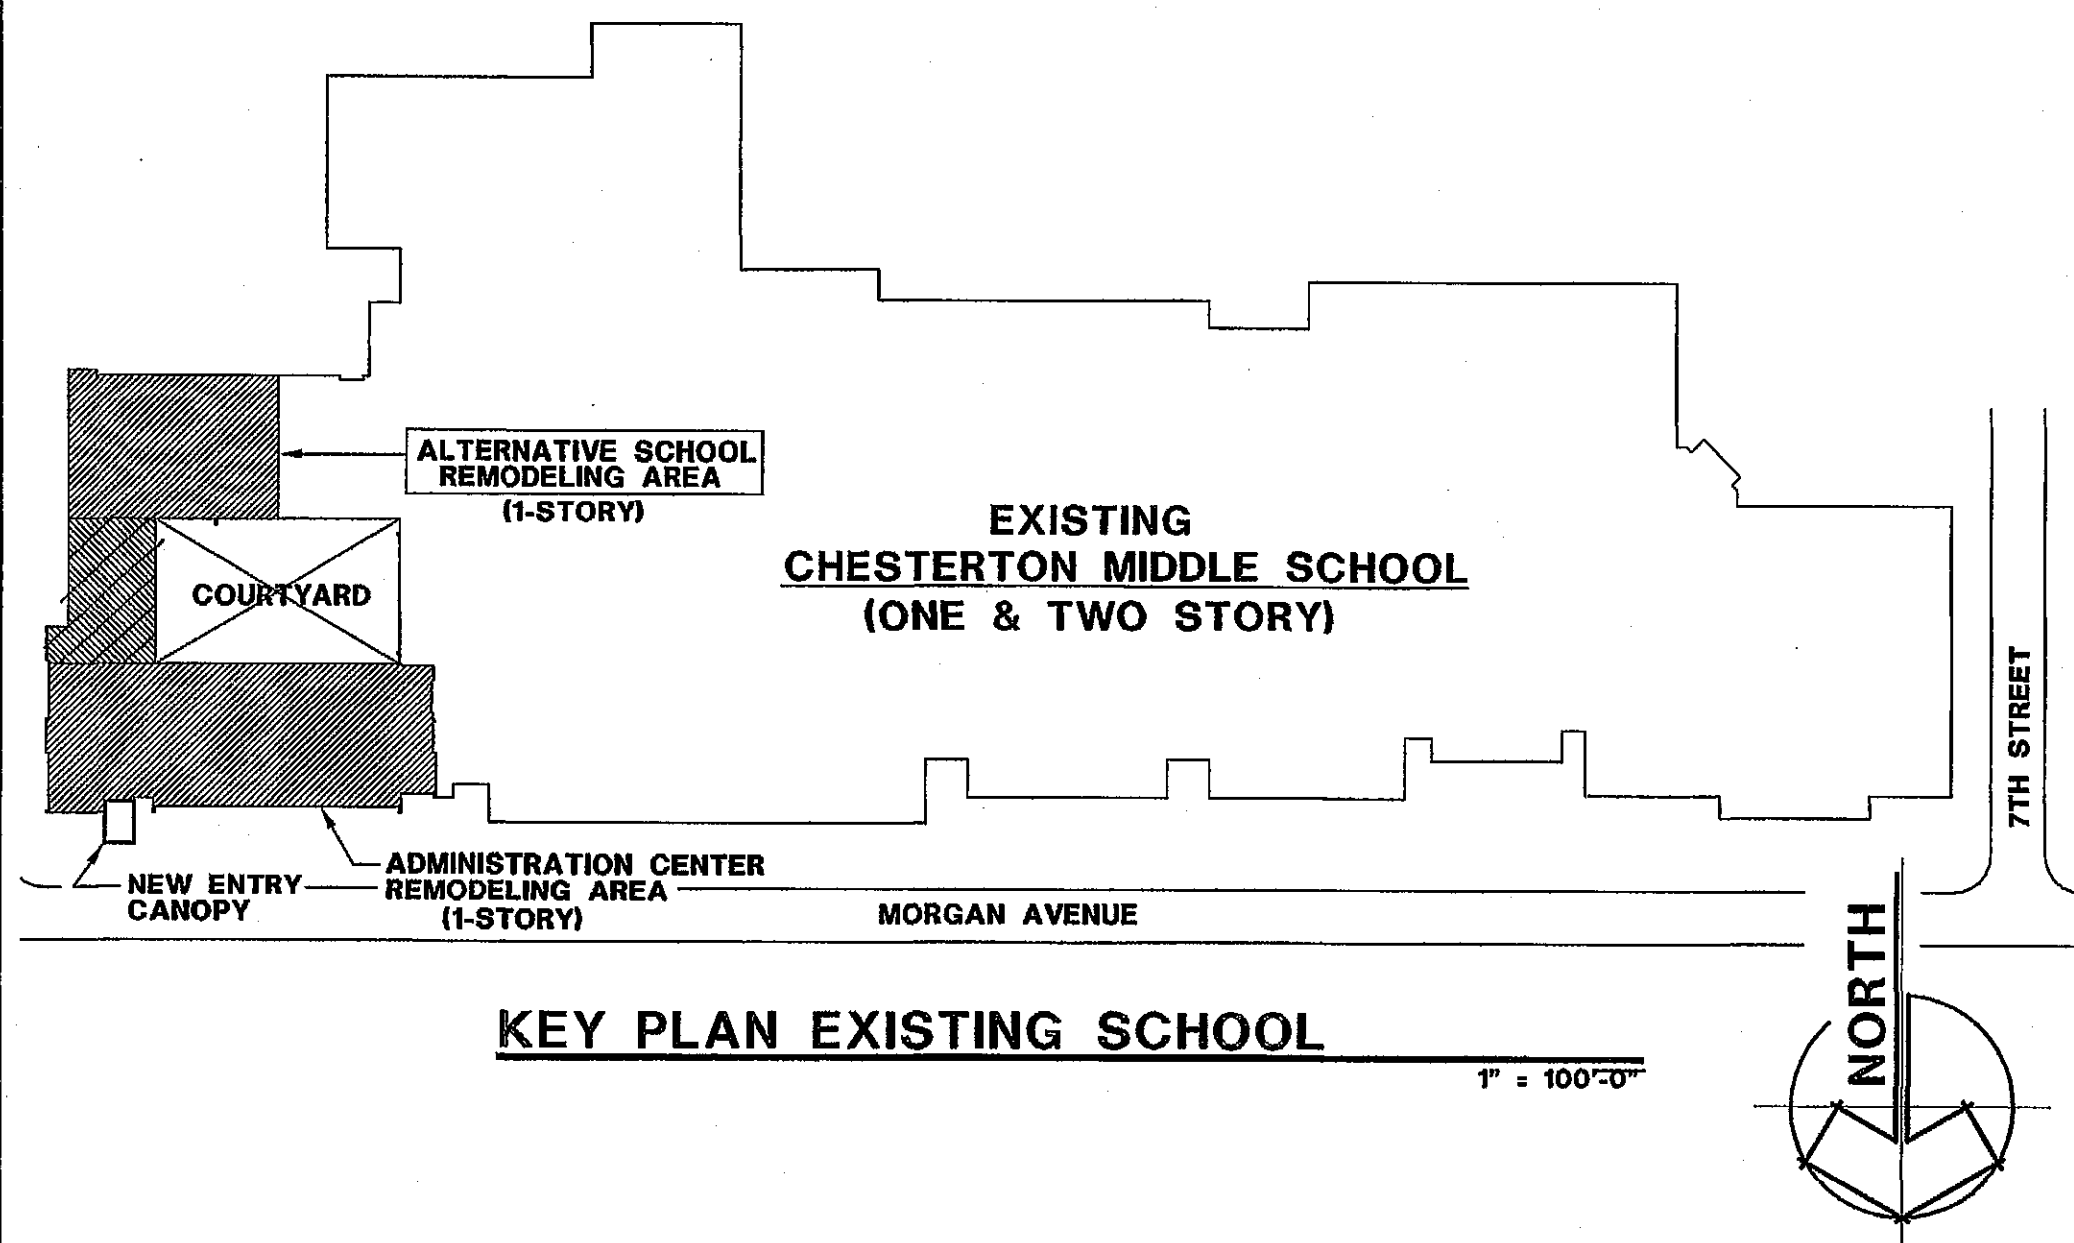 ALTERNATIVE SCHOOL
REMODELING AREA
(1-STORY)
EXISTING
CHESTERTON MIDDLE SCHOOL
(ONE & TWO STORY)
COURTYARD
7TH STREET
NEW ENTRY
CANOPY
ADMINISTRATION CENTER
REMODELING AREA
(1-STORY)
MORGAN AVENUE
NORTH
KEY PLAN EXISTING SCHOOL
1" = 100'-0"